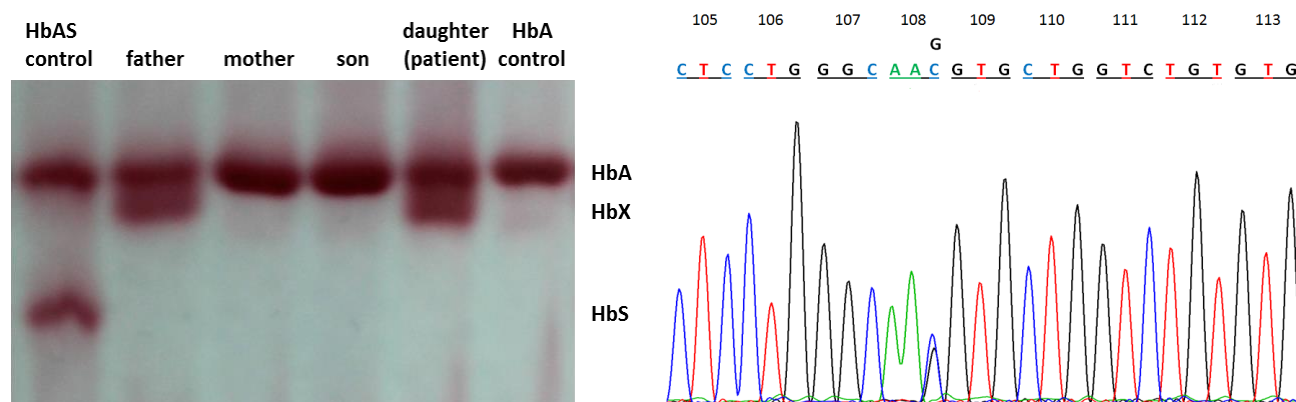 HbAS control
father
mother
son
daughter (patient)
HbA control
HbA
HbX
HbS
105 106 107 108 109 110 111 112 113
G
C T C C T G G G C A A C G T G C T G G T C T G T G T G